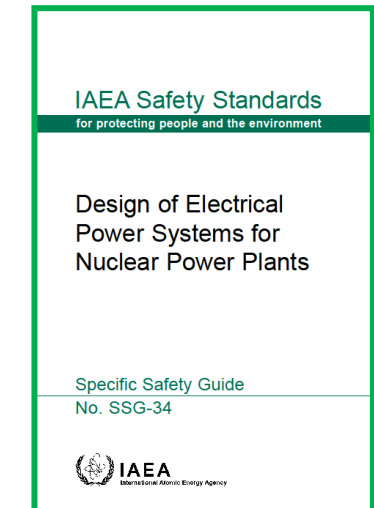 IAEA Safety Standards
for protecting people and the environment
Design of Electrical
Power Systems for
Nuclear Power Plants
Specific Safety Guide
No. SSG-34
IAEA
International Atomic Energy Agency